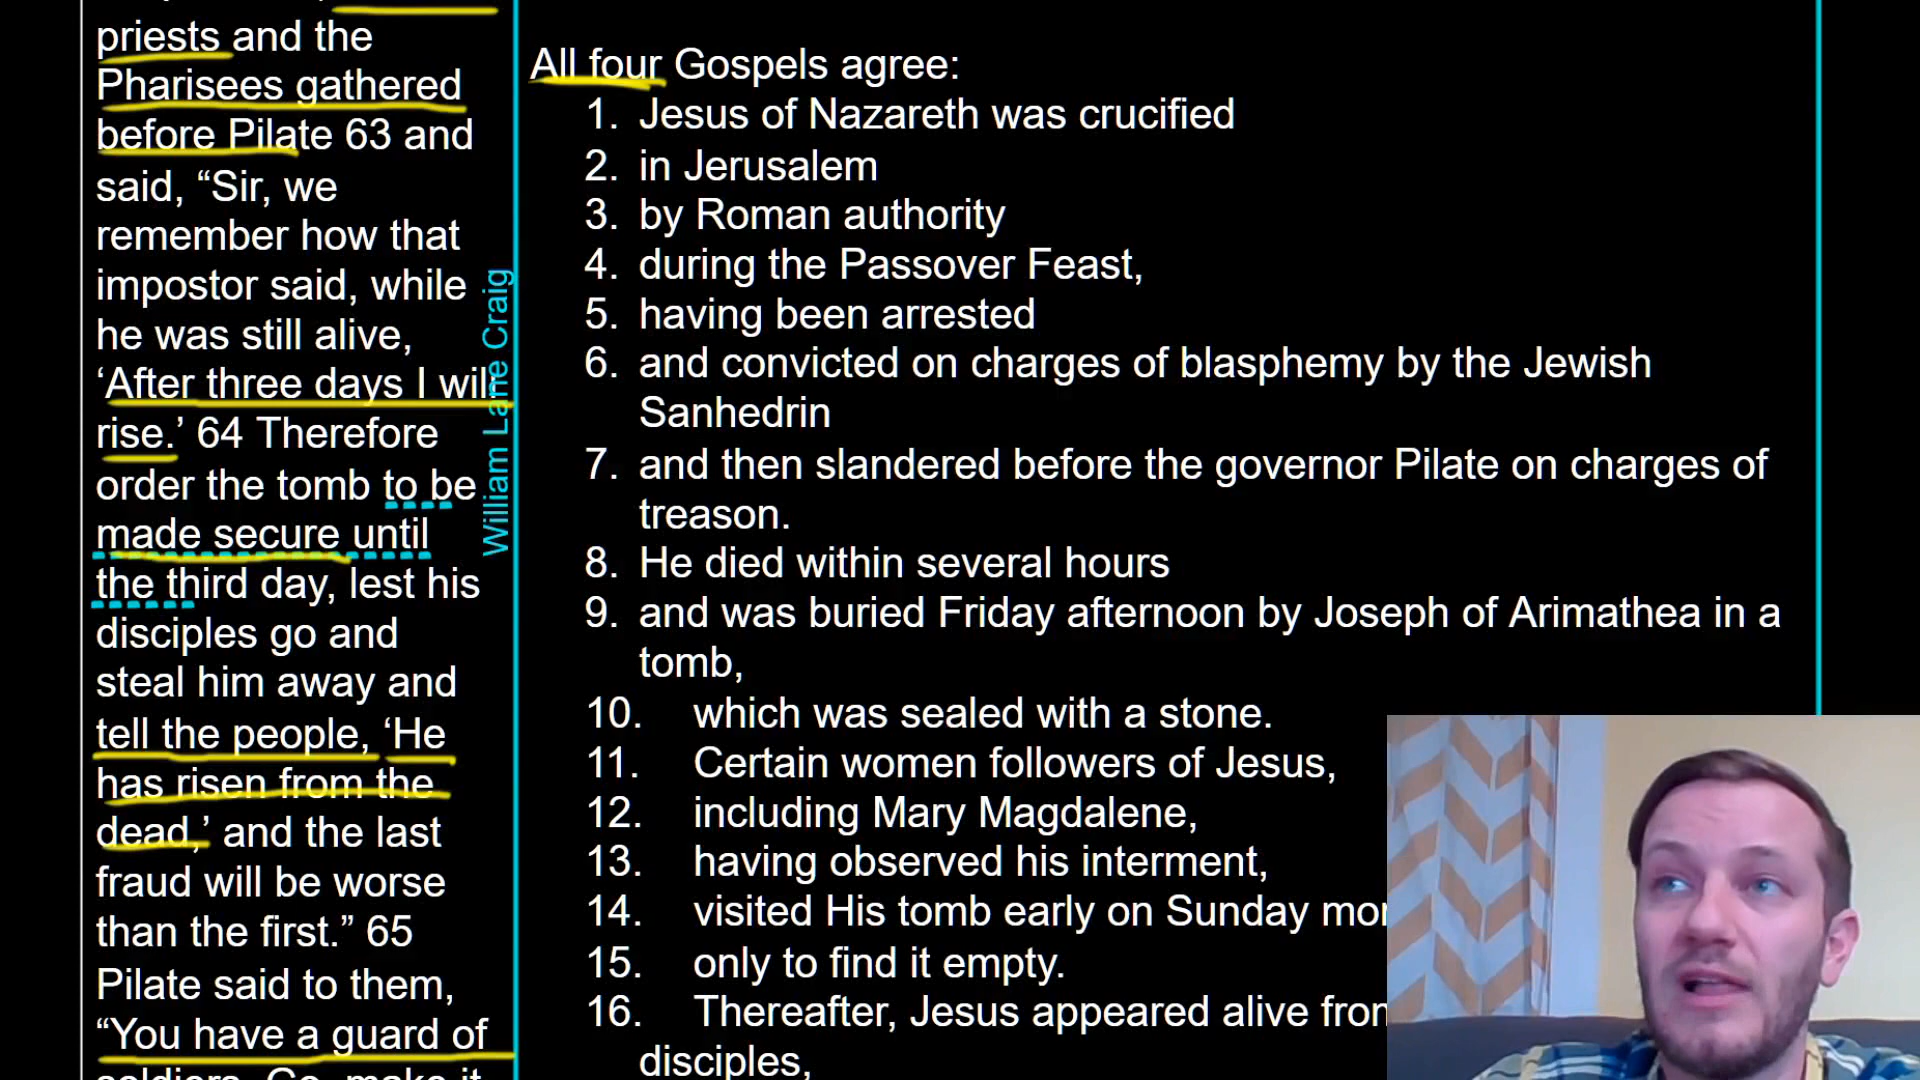 priests and the
Pharisees gathered
before Pilate 63 and
said, “Sir, we
remember how that
impostor said, while
he was still alive,
‘After three days I will
rise.’ 64 Therefore
order the tomb to be
made secure until
the third day, lest his
disciples go and
steal him away and
tell the people, ‘He
has risen from the
dead,’ and the last
fraud will be worse
than the first.” 65
Pilate said to them,
“You have a guard of
soldiers. Go, make it
William Lane Craig
All four Gospels agree:
1. Jesus of Nazareth was crucified
2. in Jerusalem
3. by Roman authority
4. during the Passover Feast,
5. having been arrested
6. and convicted on charges of blasphemy by the Jewish
Sanhedrin
7. and then slandered before the governor Pilate on charges of
treason.
8. He died within several hours
9. and was buried Friday afternoon by Joseph of Arimathea in a
tomb,
10. which was sealed with a stone.
11. Certain women followers of Jesus,
12. including Mary Magdalene,
13. having observed his interment,
14. visited His tomb early on Sunday
15. only to find it empty.
16. Thereafter, Jesus appeared alive
disciples,